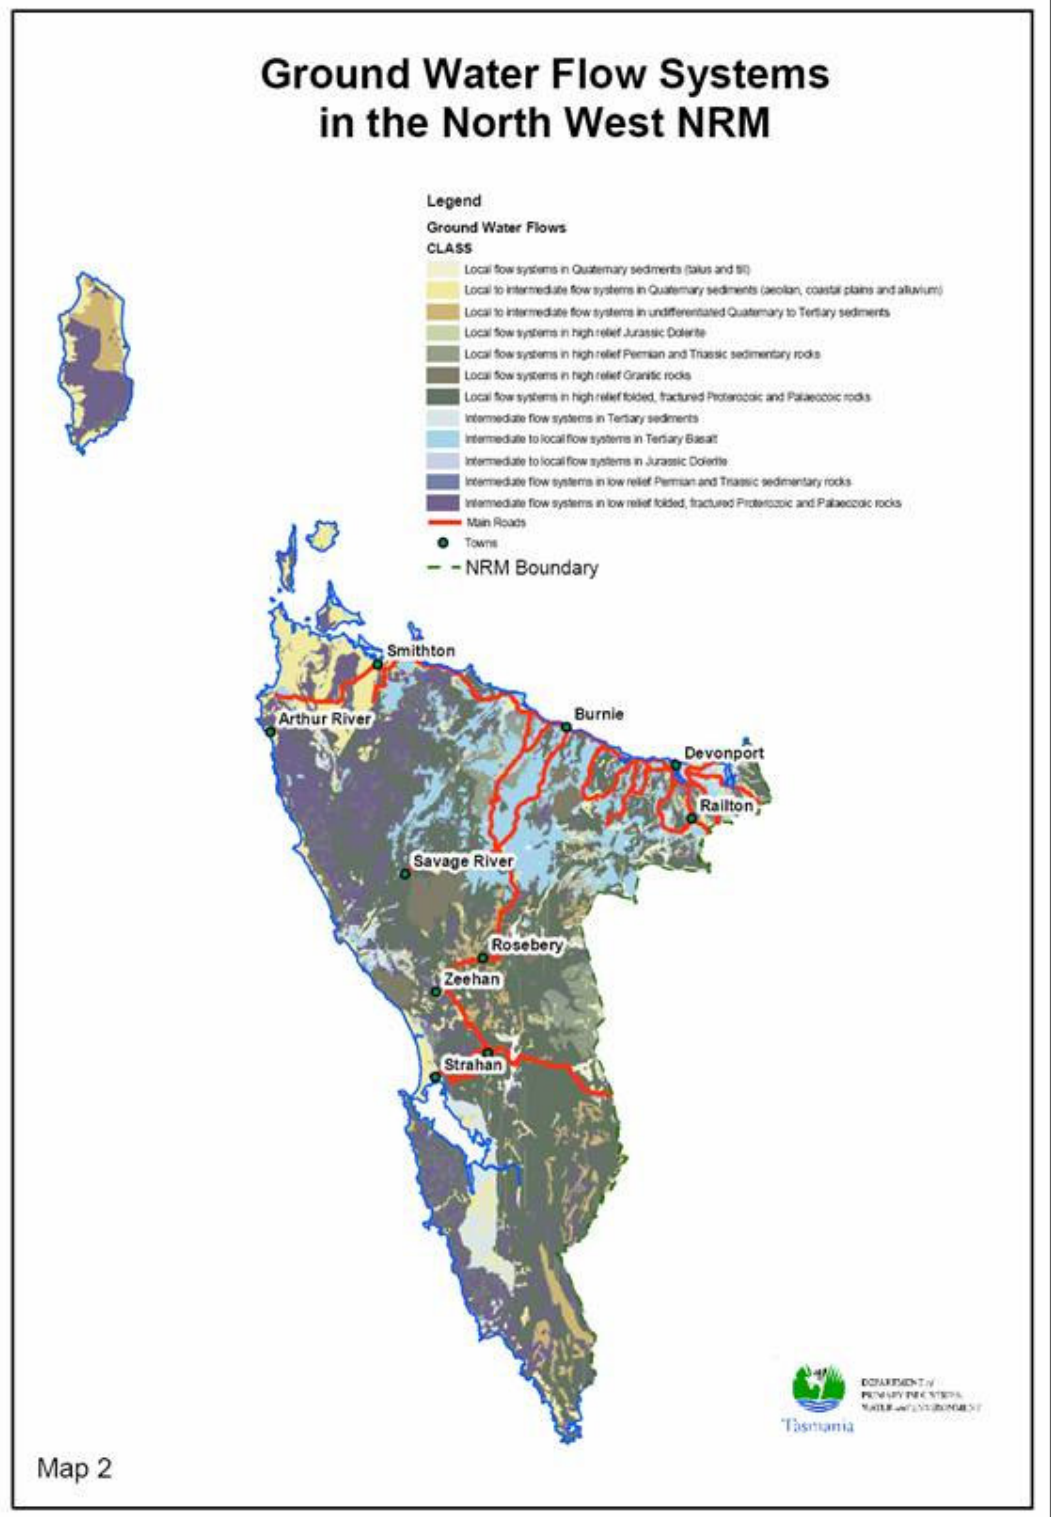 Ground Water Flow Systems
in the North West NRM
Legend
Ground Water Flows
CLASS
Local flow systems in Quaternary sediments (talus and till)
Local to intermediate flow systems in Quaternary sediments (aeolian, coastal plains and alluvium)
Local to intermediate flow systems in undifferentiated Quaternary to Tertiary sediments
Local flow systems in high relief Jurassic Dolerite
Local flow systems in high relief Permian and Triassic sedimentary rocks
Local flow systems in high relief Granitic rocks
Local flow systems in high relief folded, fractured Proterozoic and Palaeozoic rocks
Intermediate flow systems in Tertiary sediments
Intermediate to local flow systems in Tertiary Basalt
Intermediate to local flow systems in Jurassic Dolerite
Intermediate flow systems in low relief Permian and Triassic sedimentary rocks
Intermediate flow systems in low relief folded, fractured Proterozoic and Palaeozoic rocks
Main Roads
Towns
NRM Boundary
Smithton
Burnie
Arthur River
Devonport
Railton
Savage River
Rosebery
Zeehan
Strahan
DEPARTMENT of
PRIMARY INDUSTRIES,
WATER and ENVIRONMENT
Tasmania
Map 2